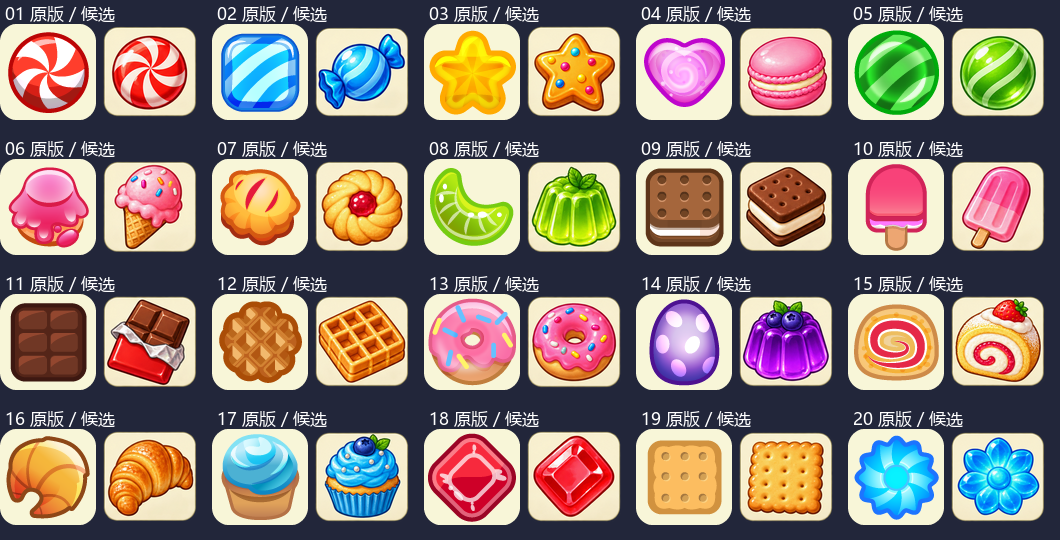 01 原版 / 候选
02 原版 / 候选
03 原版 / 候选
04 原版 / 候选
05 原版 / 候选
06 原版 / 候选
07 原版 / 候选
08 原版 / 候选
09 原版 / 候选
10 原版 / 候选
11 原版 / 候选
12 原版 / 候选
13 原版 / 候选
14 原版 / 候选
15 原版 / 候选
16 原版 / 候选
17 原版 / 候选
18 原版 / 候选
19 原版 / 候选
20 原版 / 候选